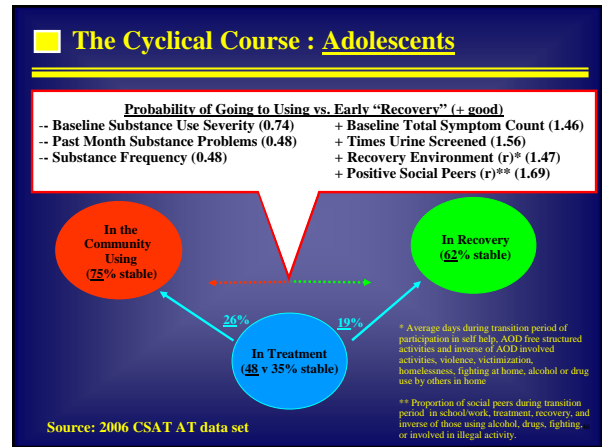 The Cyclical Course : Adolescents
Probability of Going to Using vs. Early “Recovery” (+ good)
-- Baseline Substance Use Severity (0.74)
-- Past Month Substance Problems (0.48)
-- Substance Frequency (0.48)
+ Baseline Total Symptom Count (1.46)
+ Times Urine Screened (1.56)
+ Recovery Environment (r)* (1.47)
+ Positive Social Peers (r)** (1.69)
In the
Community
Using
(75% stable)
In Recovery
(62% stable)
26%
19%
In Treatment
(48 v 35% stable)
* Average days during transition period of
participation in self help, AOD free structured
activities and inverse of AOD involved
activities, violence, victimization,
homelessness, fighting at home, alcohol or drug
use by others in home
** Proportion of social peers during transition
period in school/work, treatment, recovery, and
inverse of those using alcohol, drugs, fighting,
or involved in illegal activity.
Source: 2006 CSAT AT data set